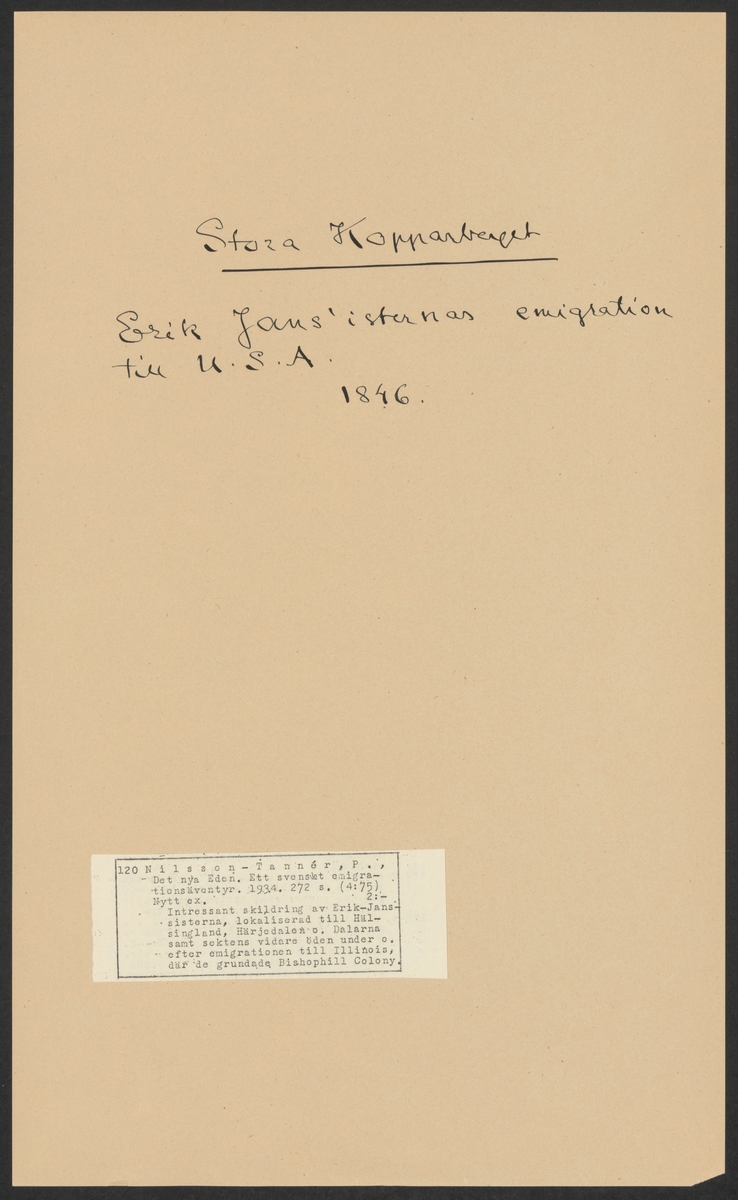 Stora Kopparberget
Erik Jans'isternas emigration
till U.S.A.
1846.
120 Nilsson-Tannér, P.,
Det nya Eden. Ett svenskt emigra-
tionsäventyr. 1934. 272 s. (4:75)
Nytt ex. 2:-
Intressant skildring av Erik-Jans-
sisterna, lokaliserad till Häl-
singland, Härjedalen o. Dalarna
samt sektens vidare öden under o.
efter emigrationen till Illinois,
där de grundade Bishophill Colony.